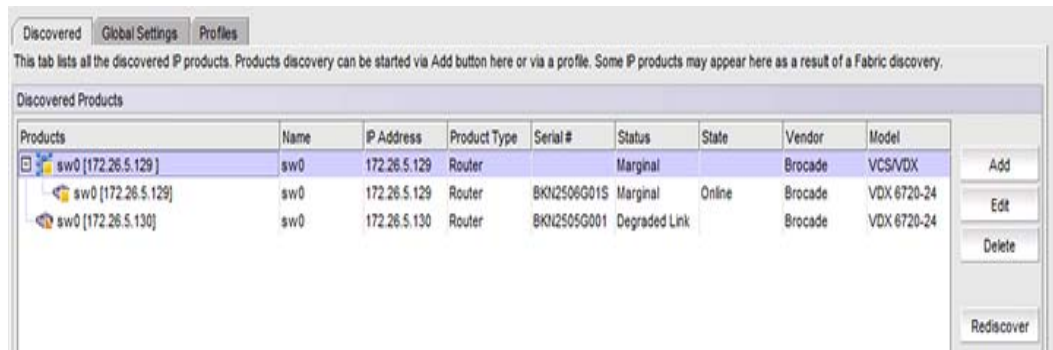 Discovered Global Settings Profiles
This tab lists all the discovered IP products. Products discovery can be started via Add button here or via a profile. Some IP products may appear here as a result of a Fabric discovery.
Discovered Products
Products Name IP Address Product Type Serial # Status State Vendor Model
sw0 [172.26.5.129 ] sw0 172.26.5.129 Router Marginal Brocade VCS/VDX
sw0 [172.26.5.129] sw0 172.26.5.129 Router BKN2506G01S Marginal Online Brocade VDX 6720-24
sw0 [172.26.5.130] sw0 172.26.5.130 Router BKN2505G001 Degraded Link Brocade VDX 6720-24
Add
Edit
Delete
Rediscover